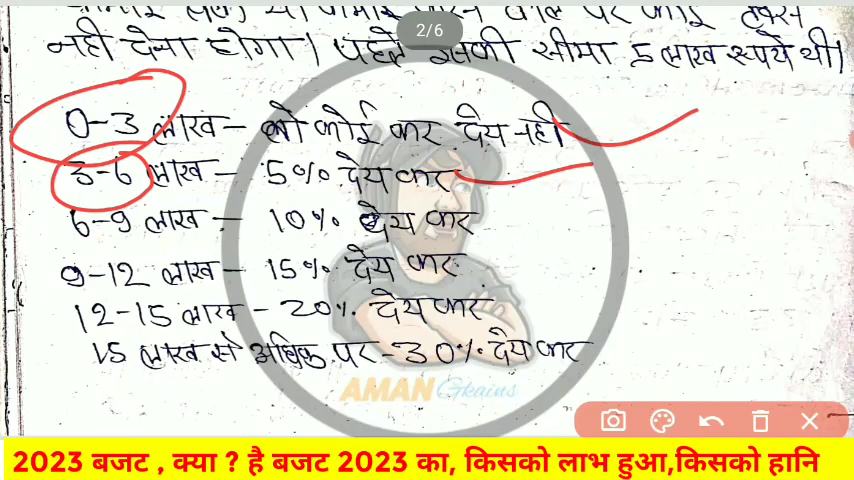 2/6
नही देना होगा। पहले इसकी सीमा 5 लाख रुपये थी।
0-3 लाख - को कोई कर देय नही
3-6 लाख - 5% देय कर
6-9 लाख - 10% देय कर
9-12 लाख - 15% देय कर
12-15 लाख - 20% देय कर
15 लाख से अधिक पर - 30% देय कर
AMAN Gkains
2023 बजट , क्या ? है बजट 2023 का, किसको लाभ हुआ,किसको हानि